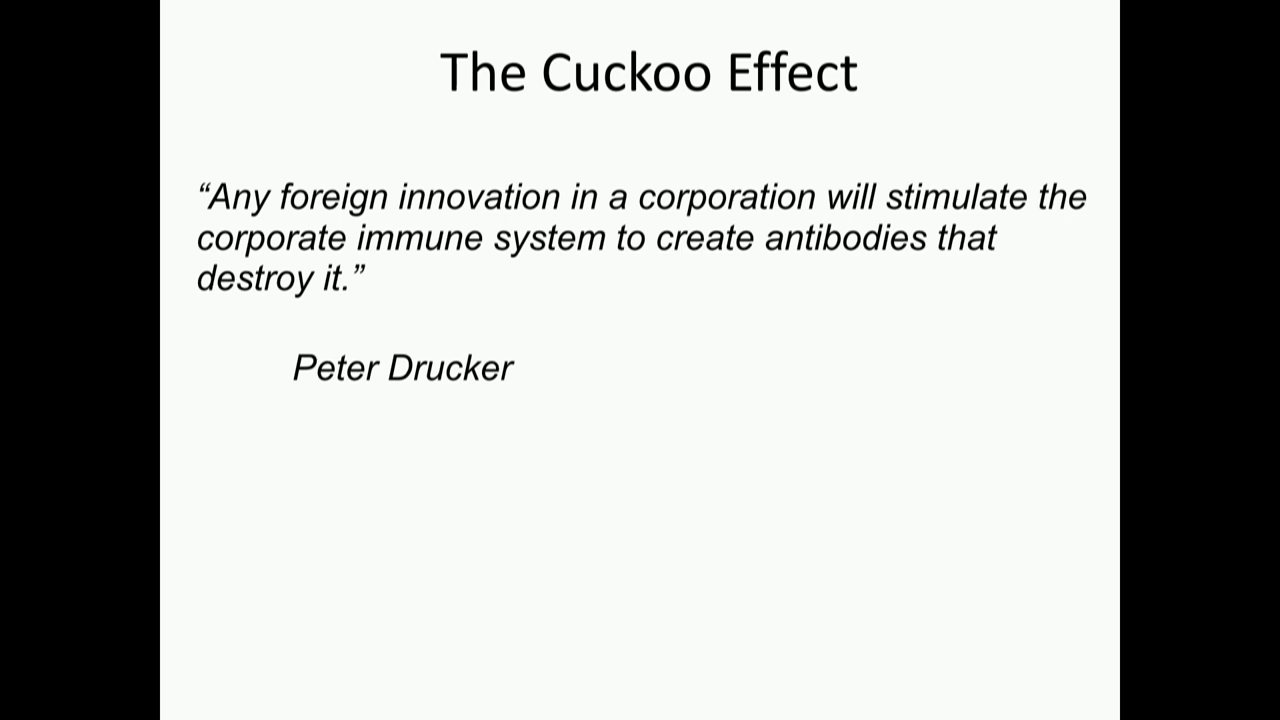 The Cuckoo Effect
“Any foreign innovation in a corporation will stimulate the
corporate immune system to create antibodies that
destroy it.”
Peter Drucker